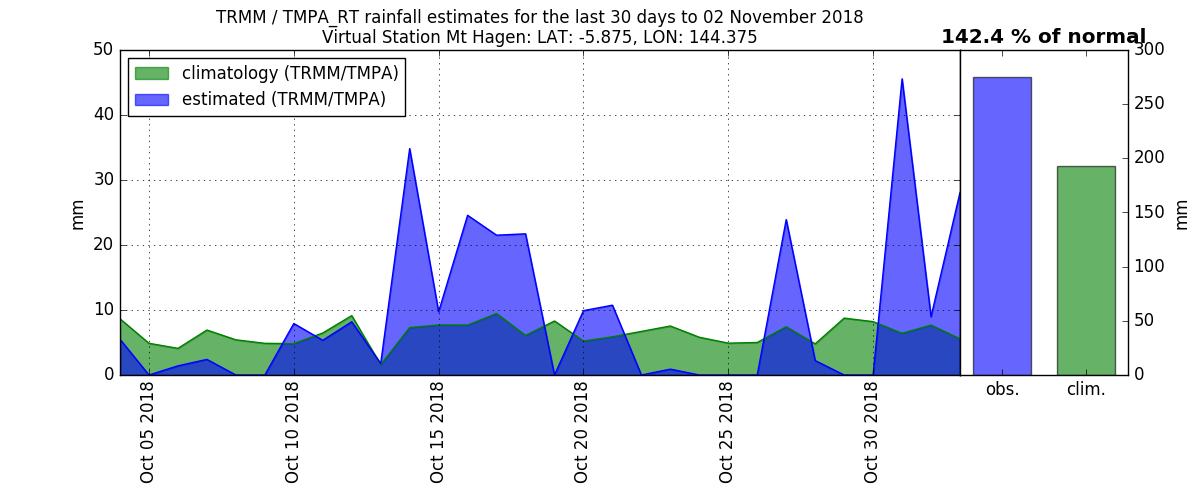 TRMM / TMPA_RT rainfall estimates for the last 30 days to 02 November 2018
Virtual Station Mt Hagen: LAT: -5.875, LON: 144.375
142.4 % of normal
climatology (TRMM/TMPA)
estimated (TRMM/TMPA)
50
40
30
20
10
0
mm
Oct 05 2018
Oct 10 2018
Oct 15 2018
Oct 20 2018
Oct 25 2018
Oct 30 2018
obs.
clim.
300
250
200
150
100
50
0
mm